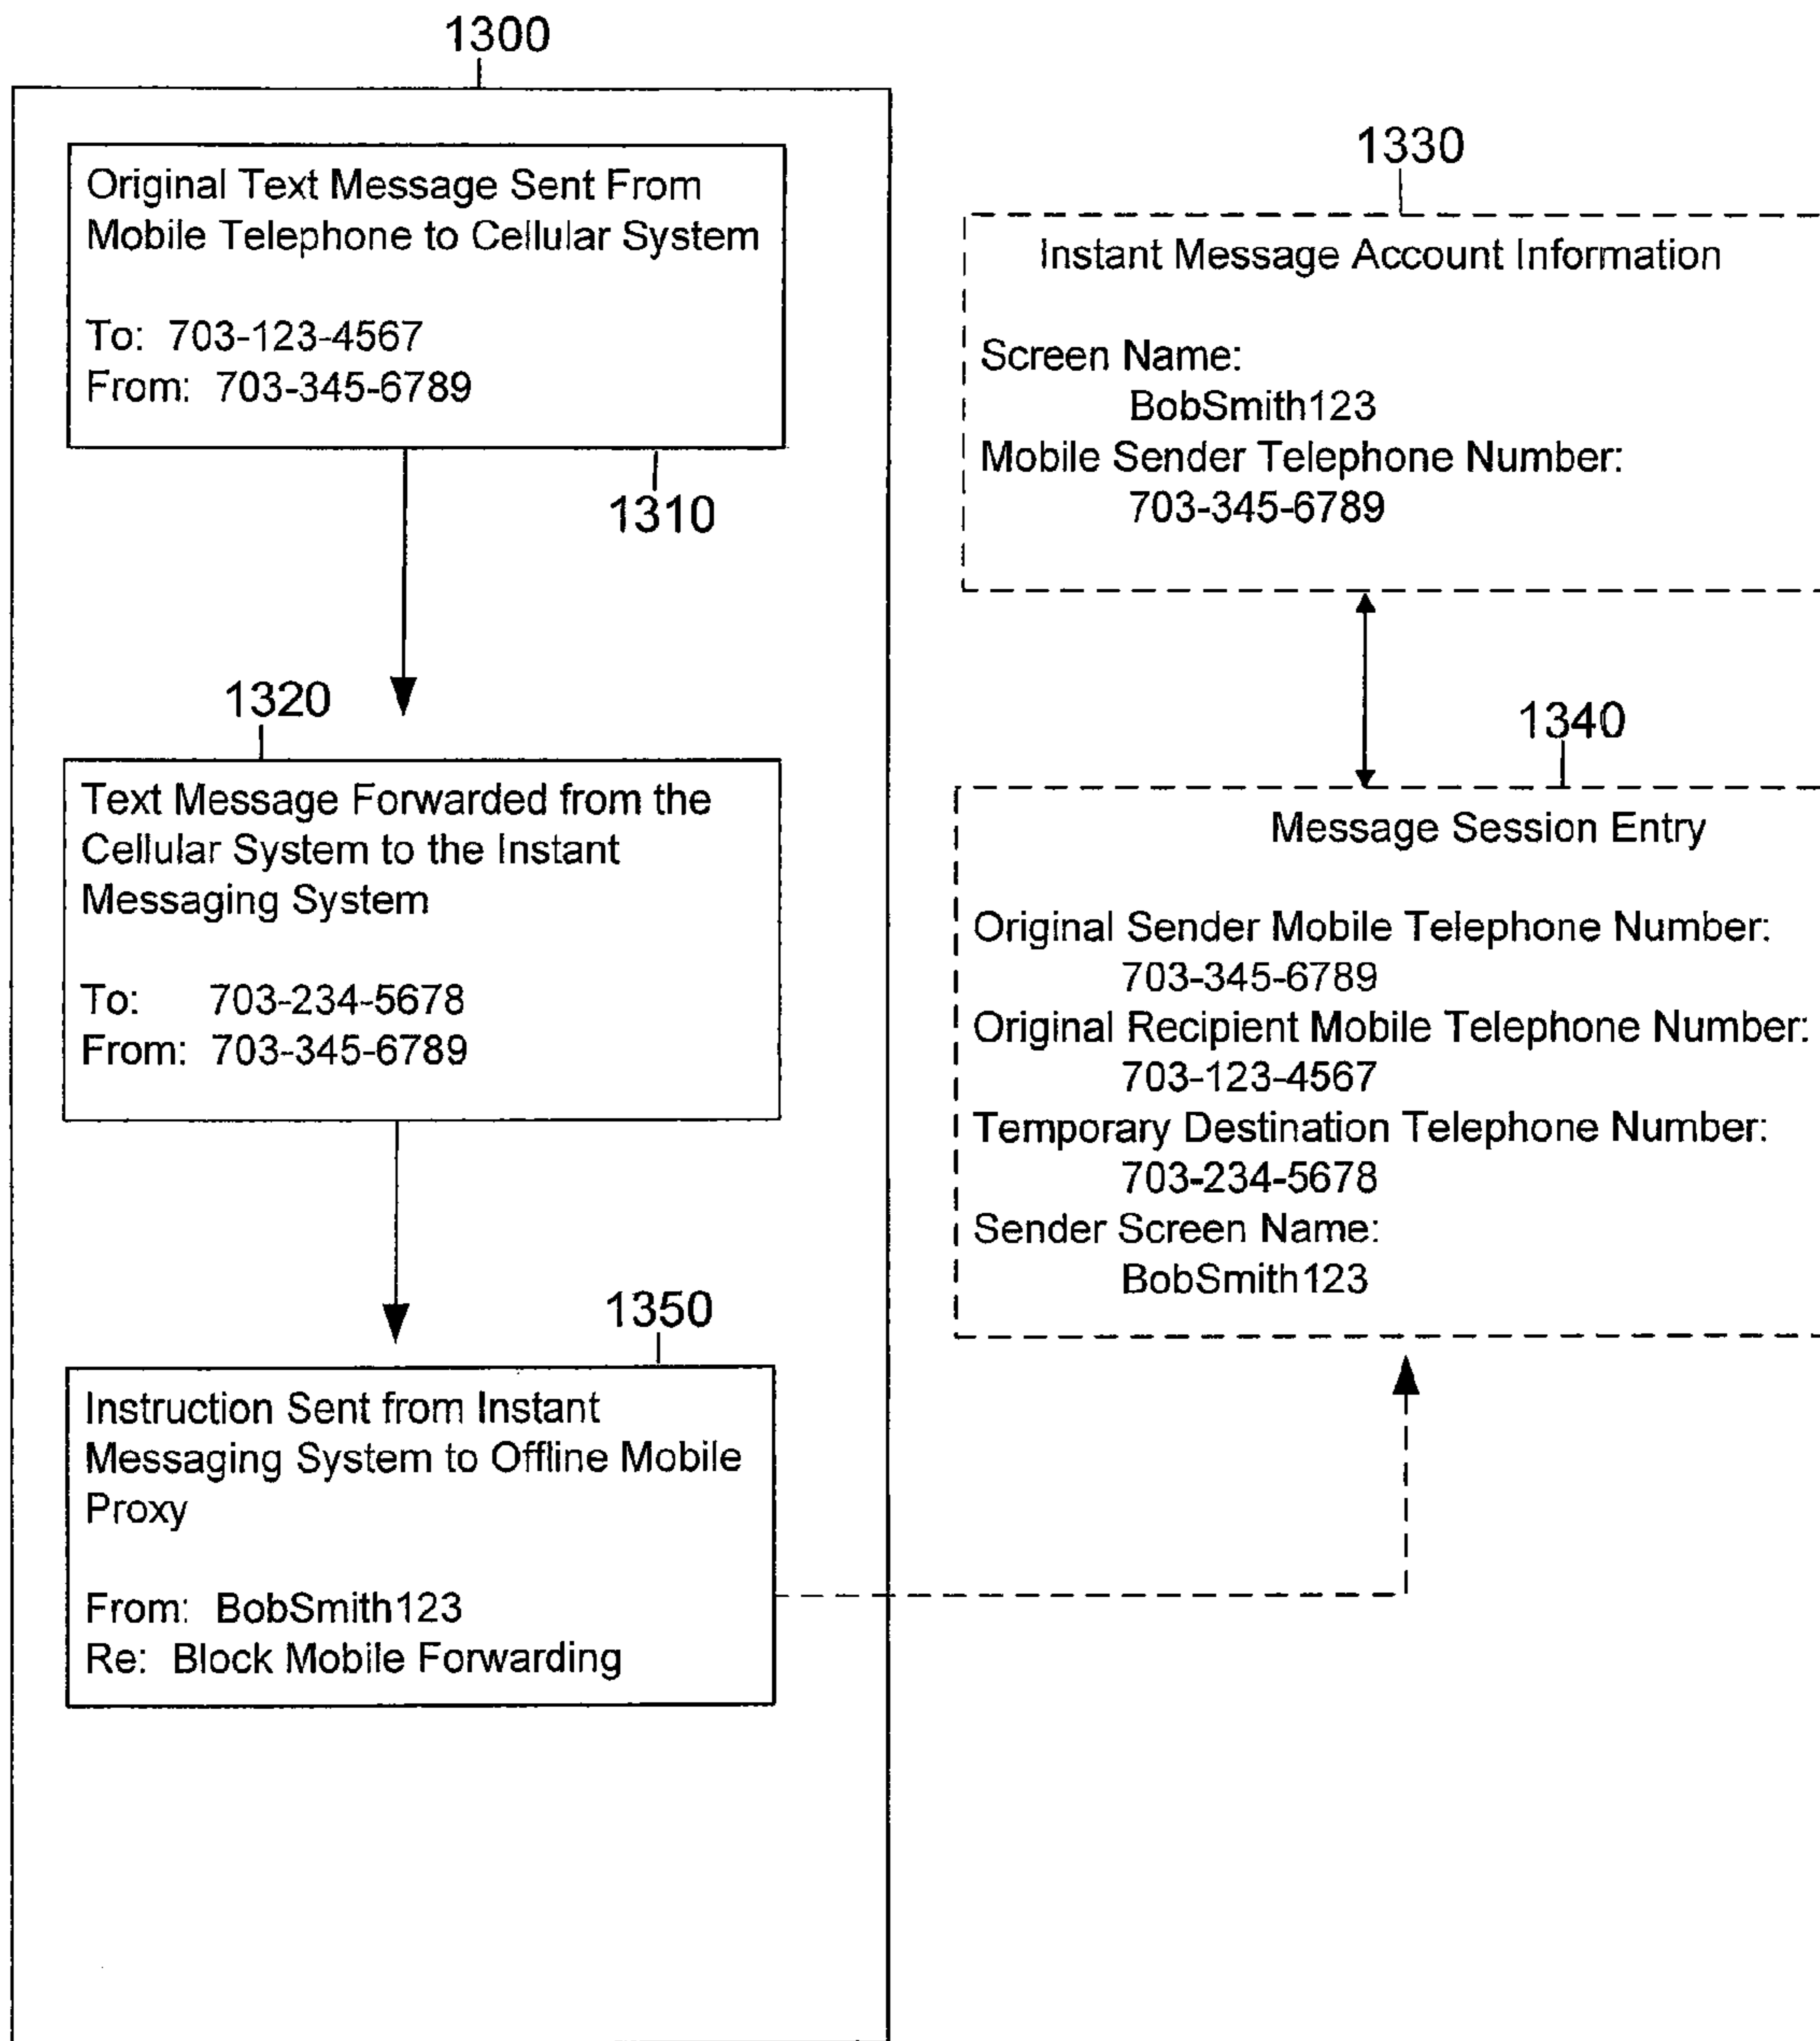 1300
Original Text Message Sent From
Mobile Telephone to Cellular System
To: 703-123-4567
From: 703-345-6789
1310
1320
Text Message Forwarded from the
Cellular System to the Instant
Messaging System
To: 703-234-5678
From: 703-345-6789
1350
Instruction Sent from Instant
Messaging System to Offline Mobile
Proxy
From: BobSmith123
Re: Block Mobile Forwarding
1330
Instant Message Account Information
Screen Name:
BobSmith123
Mobile Sender Telephone Number:
703-345-6789
1340
Message Session Entry
Original Sender Mobile Telephone Number:
703-345-6789
Original Recipient Mobile Telephone Number:
703-123-4567
Temporary Destination Telephone Number:
703-234-5678
Sender Screen Name:
BobSmith123